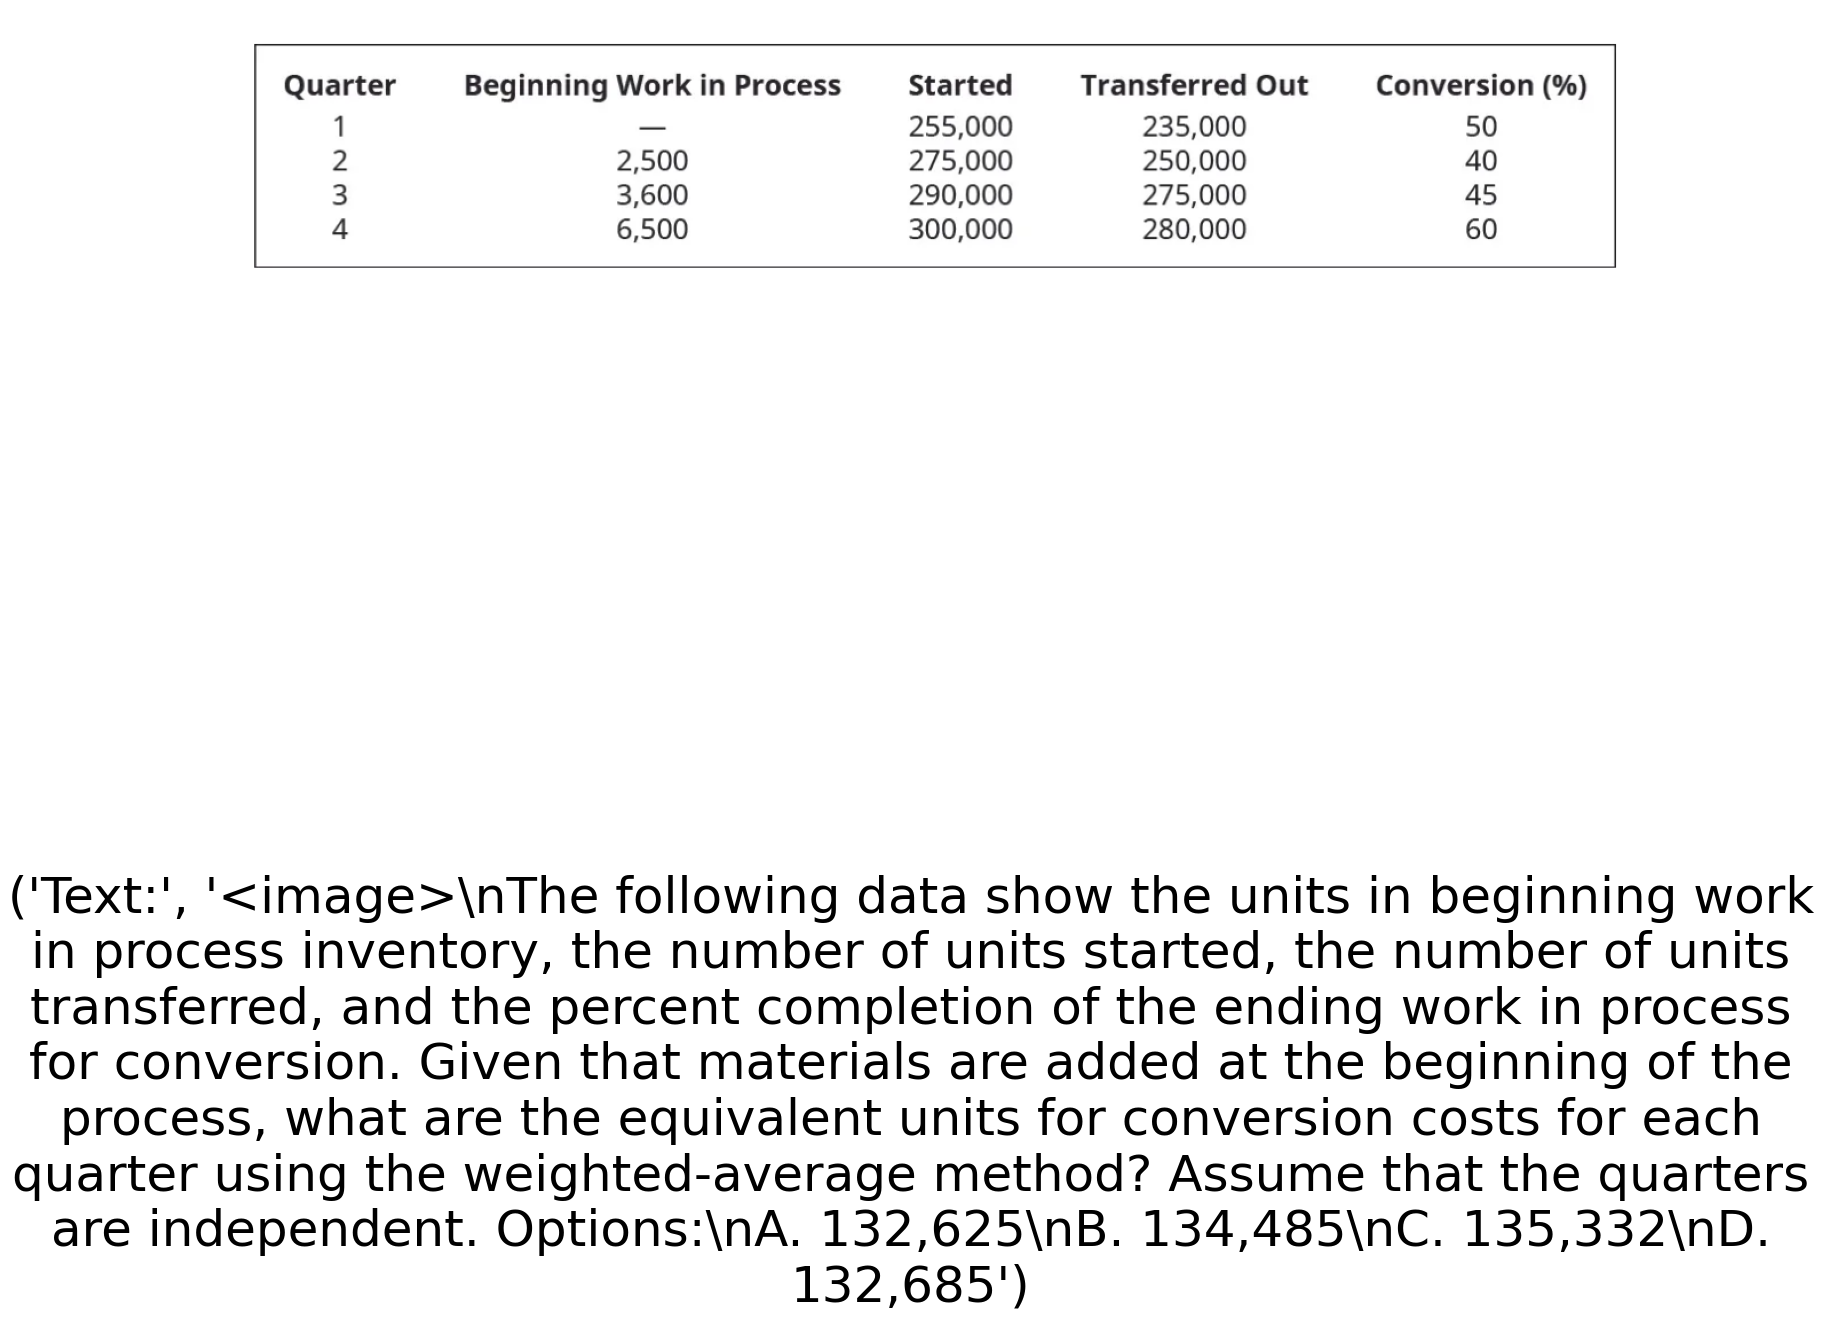 Quarter Beginning Work in Process Started Transferred Out Conversion (%)
1 — 255,000 235,000 50
2 2,500 275,000 250,000 40
3 3,600 290,000 275,000 45
4 6,500 300,000 280,000 60
('Text:', '<image>\nThe following data show the units in beginning work
in process inventory, the number of units started, the number of units
transferred, and the percent completion of the ending work in process
for conversion. Given that materials are added at the beginning of the
process, what are the equivalent units for conversion costs for each
quarter using the weighted-average method? Assume that the quarters
are independent. Options:\nA. 132,625\nB. 134,485\nC. 135,332\nD.
132,685')